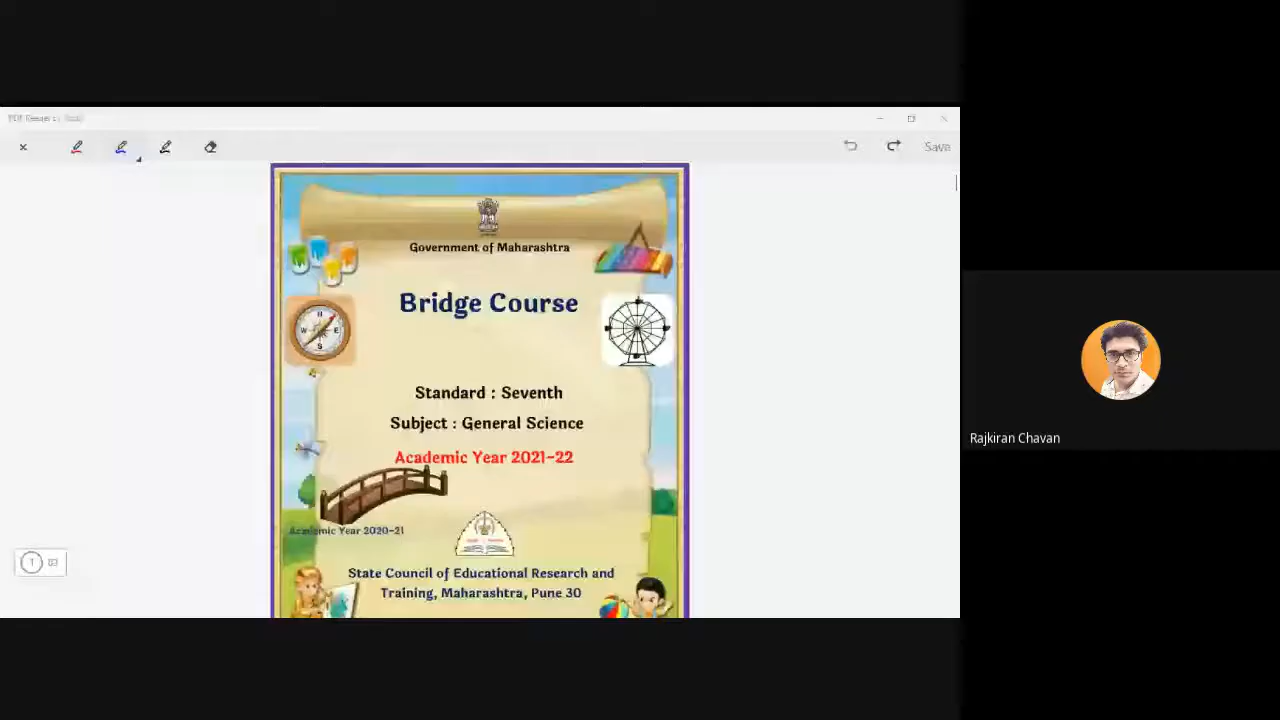 Save
Government of Maharashtra
Bridge Course
N
W E
S
Standard : Seventh
Subject : General Science
Academic Year 2021-22
Academic Year 2020-21
State Council of Educational Research and
Training, Maharashtra, Pune 30
1
Rajkiran Chavan